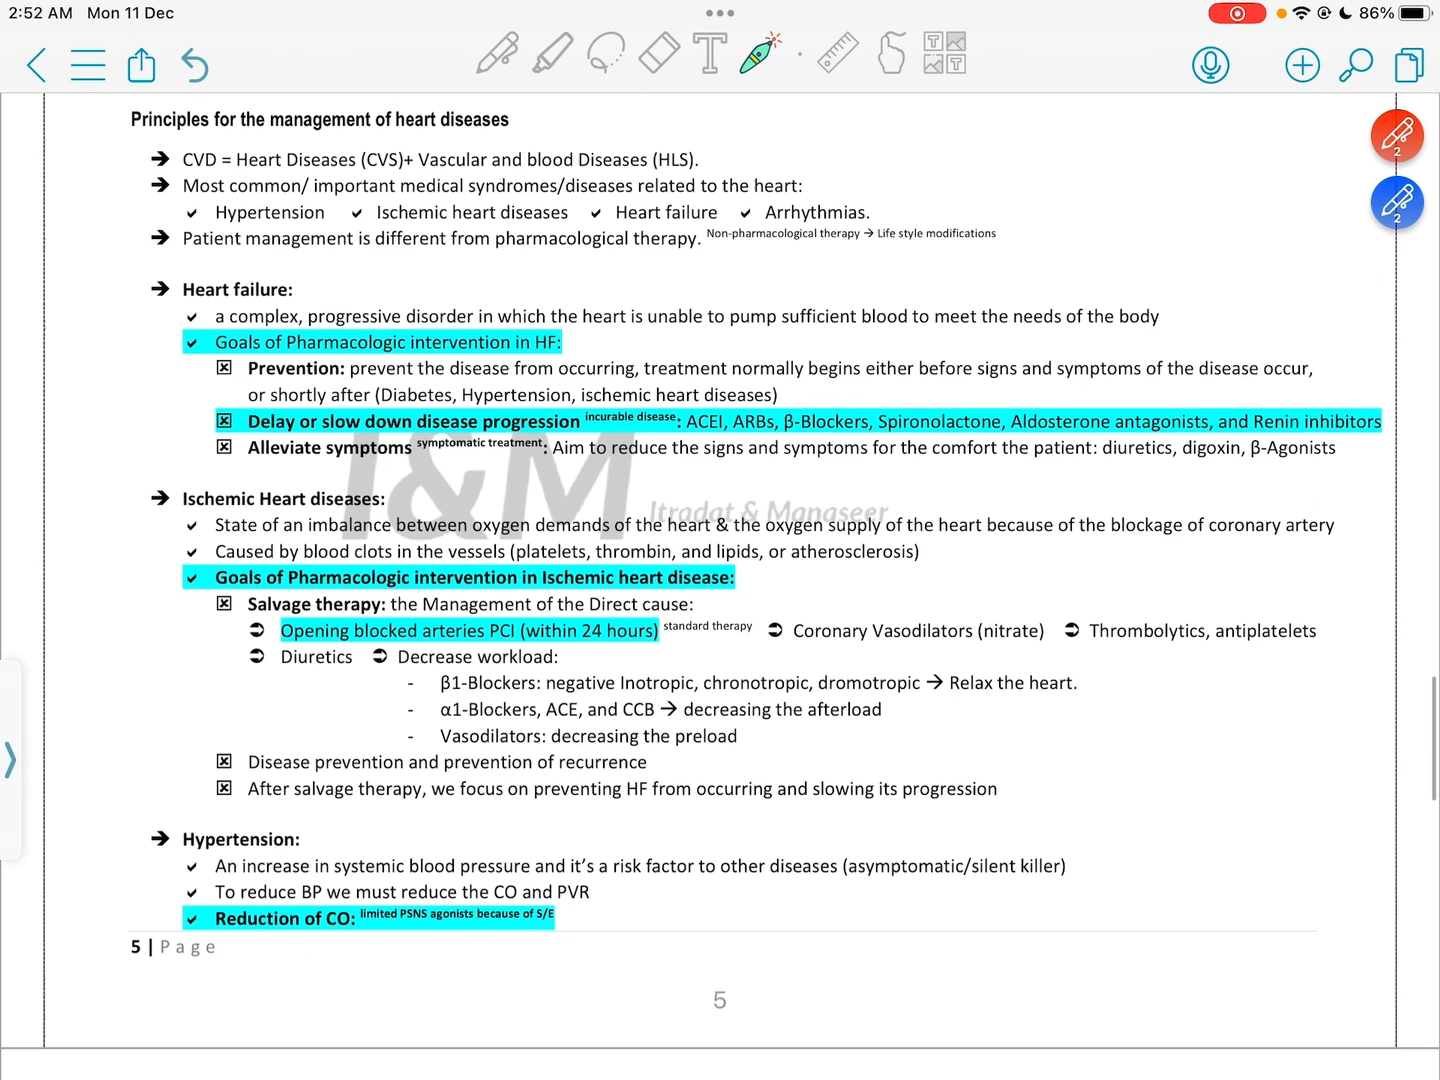 2:52 AM Mon 11 Dec
86%
Principles for the management of heart diseases
➔ CVD = Heart Diseases (CVS)+ Vascular and blood Diseases (HLS).
➔ Most common/ important medical syndromes/diseases related to the heart:
✓ Hypertension ✓ Ischemic heart diseases ✓ Heart failure ✓ Arrhythmias.
➔ Patient management is different from pharmacological therapy. Non-pharmacological therapy → Life style modifications
➔ Heart failure:
✓ a complex, progressive disorder in which the heart is unable to pump sufficient blood to meet the needs of the body
✓ Goals of Pharmacologic intervention in HF:
☒ Prevention: prevent the disease from occurring, treatment normally begins either before signs and symptoms of the disease occur,
or shortly after (Diabetes, Hypertension, ischemic heart diseases)
☒ Delay or slow down disease progression incurable disease: ACEI, ARBs, β-Blockers, Spironolactone, Aldosterone antagonists, and Renin inhibitors
☒ Alleviate symptoms symptomatic treatment: Aim to reduce the signs and symptoms for the comfort the patient: diuretics, digoxin, β-Agonists
I&M Itradat & Manaseer
➔ Ischemic Heart diseases:
✓ State of an imbalance between oxygen demands of the heart & the oxygen supply of the heart because of the blockage of coronary artery
✓ Caused by blood clots in the vessels (platelets, thrombin, and lipids, or atherosclerosis)
✓ Goals of Pharmacologic intervention in Ischemic heart disease:
☒ Salvage therapy: the Management of the Direct cause:
➲ Opening blocked arteries PCI (within 24 hours) standard therapy ➲ Coronary Vasodilators (nitrate) ➲ Thrombolytics, antiplatelets
➲ Diuretics ➲ Decrease workload:
- β1-Blockers: negative Inotropic, chronotropic, dromotropic → Relax the heart.
- α1-Blockers, ACE, and CCB → decreasing the afterload
- Vasodilators: decreasing the preload
☒ Disease prevention and prevention of recurrence
☒ After salvage therapy, we focus on preventing HF from occurring and slowing its progression
➔ Hypertension:
✓ An increase in systemic blood pressure and it's a risk factor to other diseases (asymptomatic/silent killer)
✓ To reduce BP we must reduce the CO and PVR
✓ Reduction of CO: limited PSNS agonists because of S/E
5 | Page
5
2
2